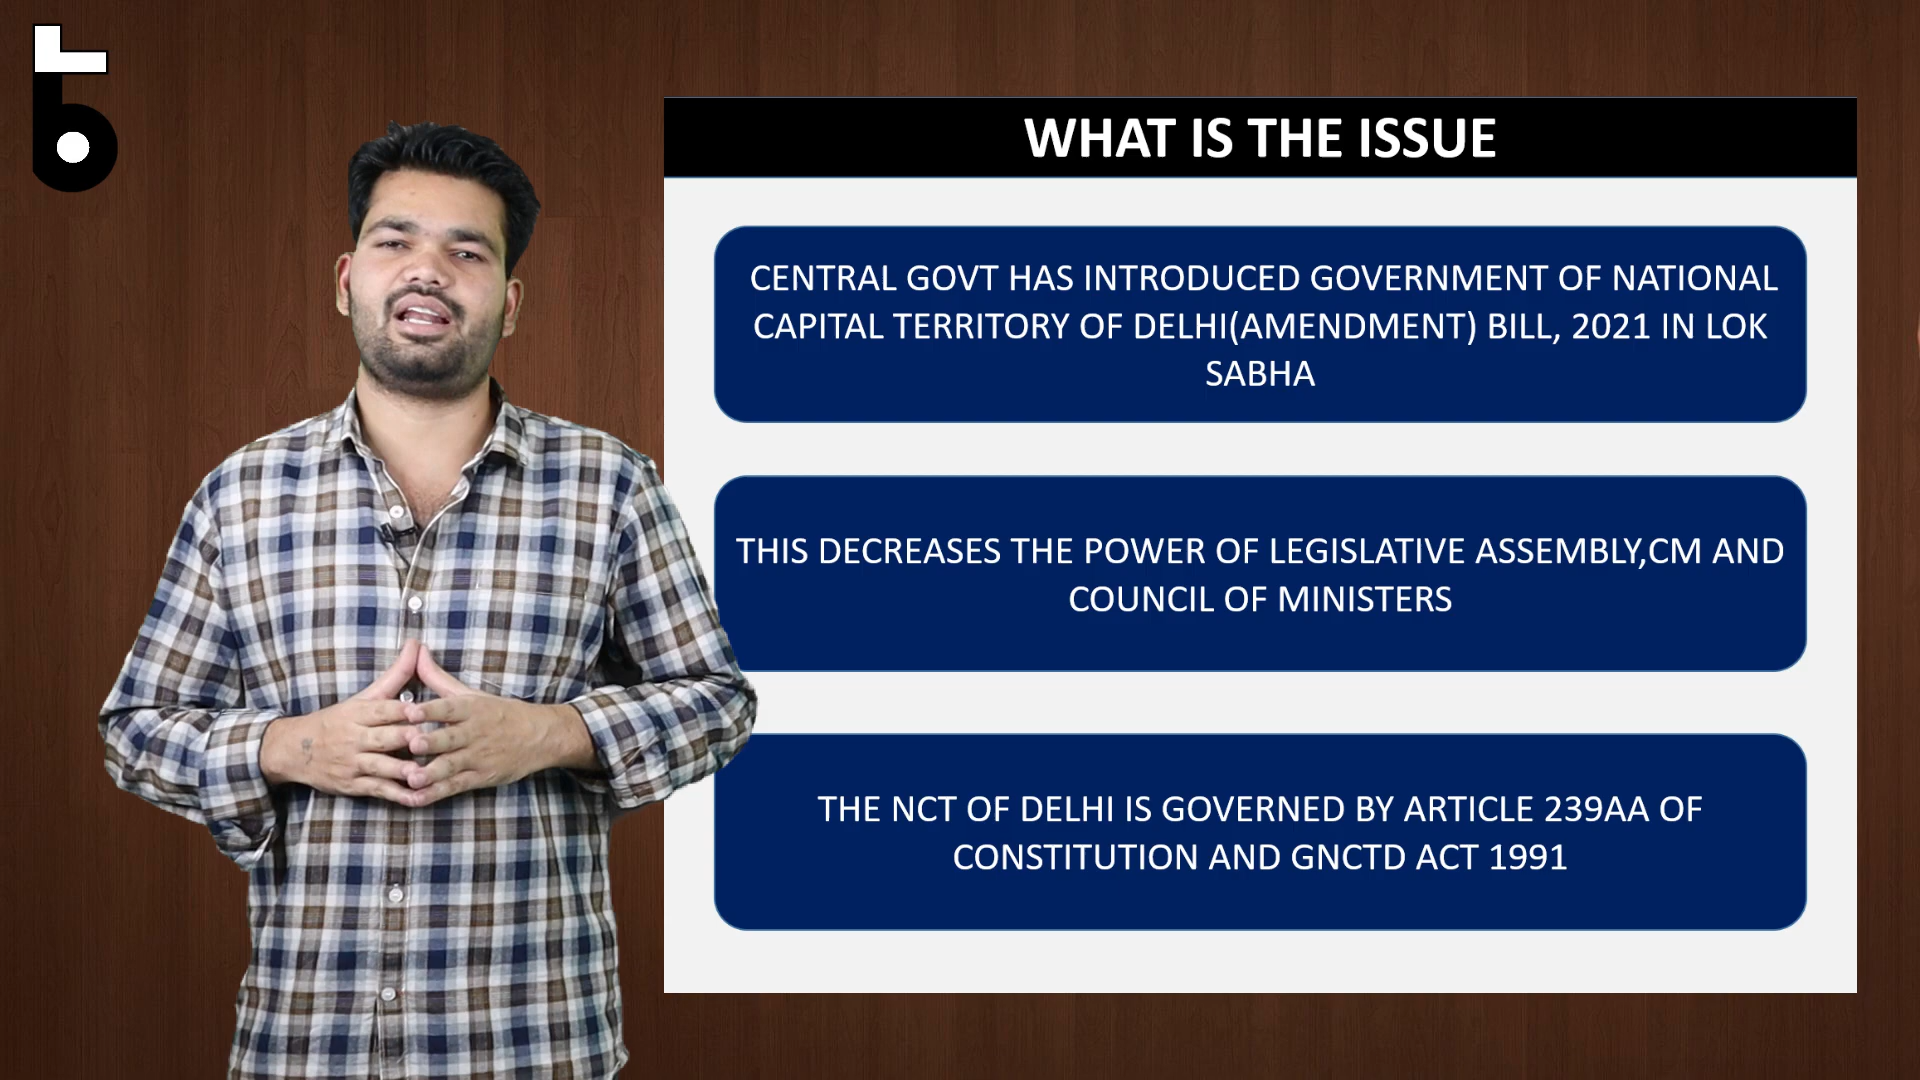 WHAT IS THE ISSUE
CENTRAL GOVT HAS INTRODUCED GOVERNMENT OF NATIONAL
CAPITAL TERRITORY OF DELHI(AMENDMENT) BILL, 2021 IN LOK
SABHA
THIS DECREASES THE POWER OF LEGISLATIVE ASSEMBLY,CM AND
COUNCIL OF MINISTERS
THE NCT OF DELHI IS GOVERNED BY ARTICLE 239AA OF
CONSTITUTION AND GNCTD ACT 1991